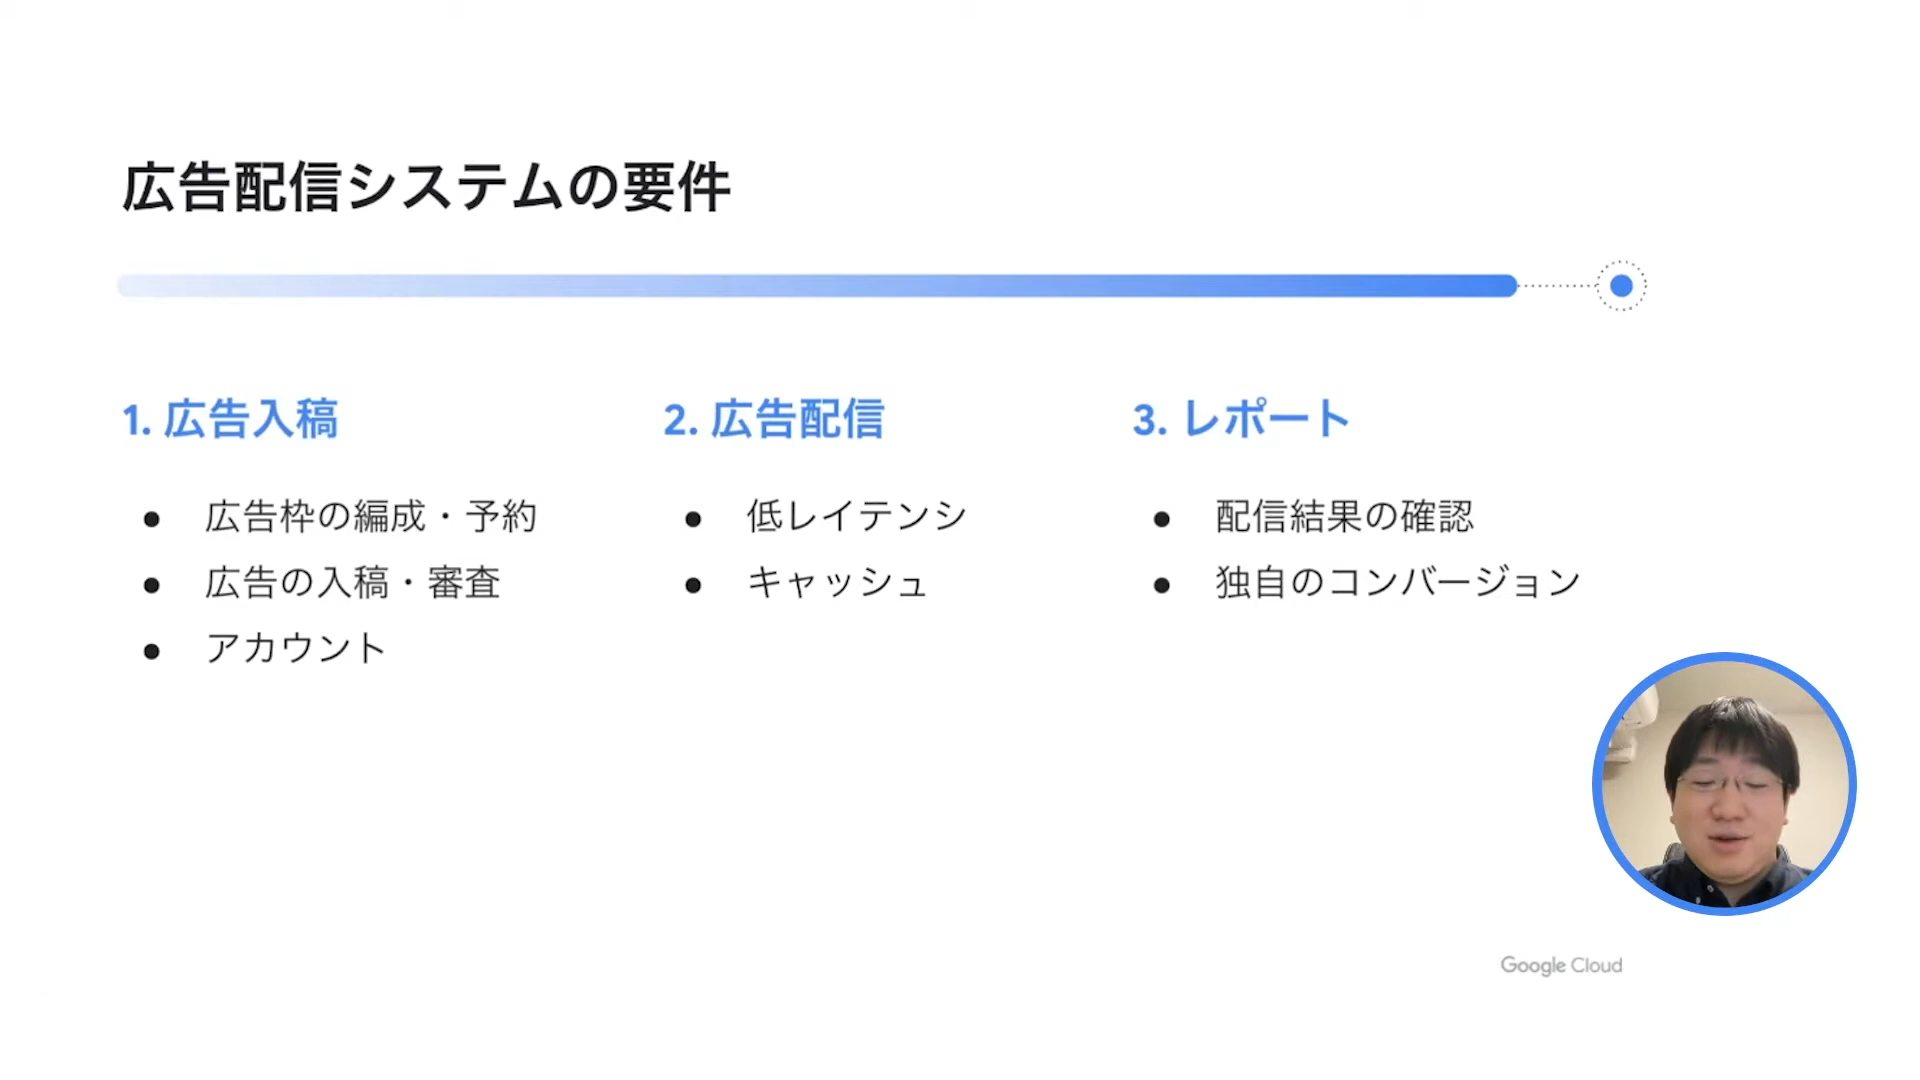 広告配信システムの要件
1. 広告入稿
● 広告枠の編成・予約
● 広告の入稿・審査
● アカウント
2. 広告配信
● 低レイテンシ
● キャッシュ
3. レポート
● 配信結果の確認
● 独自のコンバージョン
Google Cloud